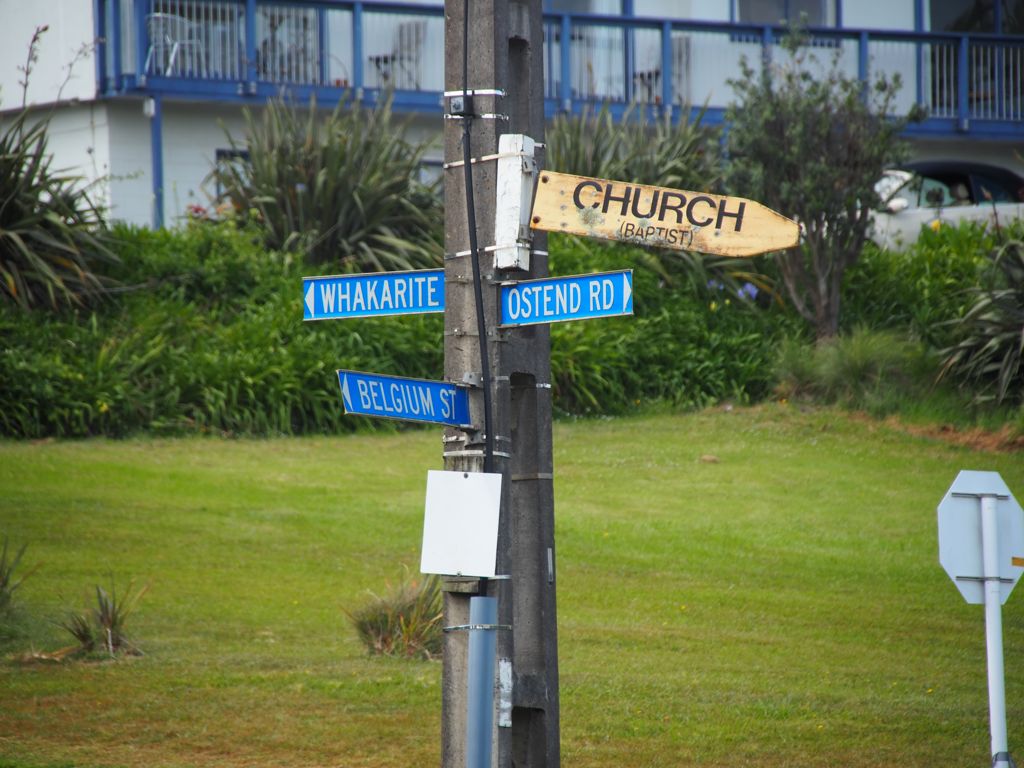 CHURCH
(BAPTIST)
WHAKARITE
OSTEND RD
BELGIUM ST